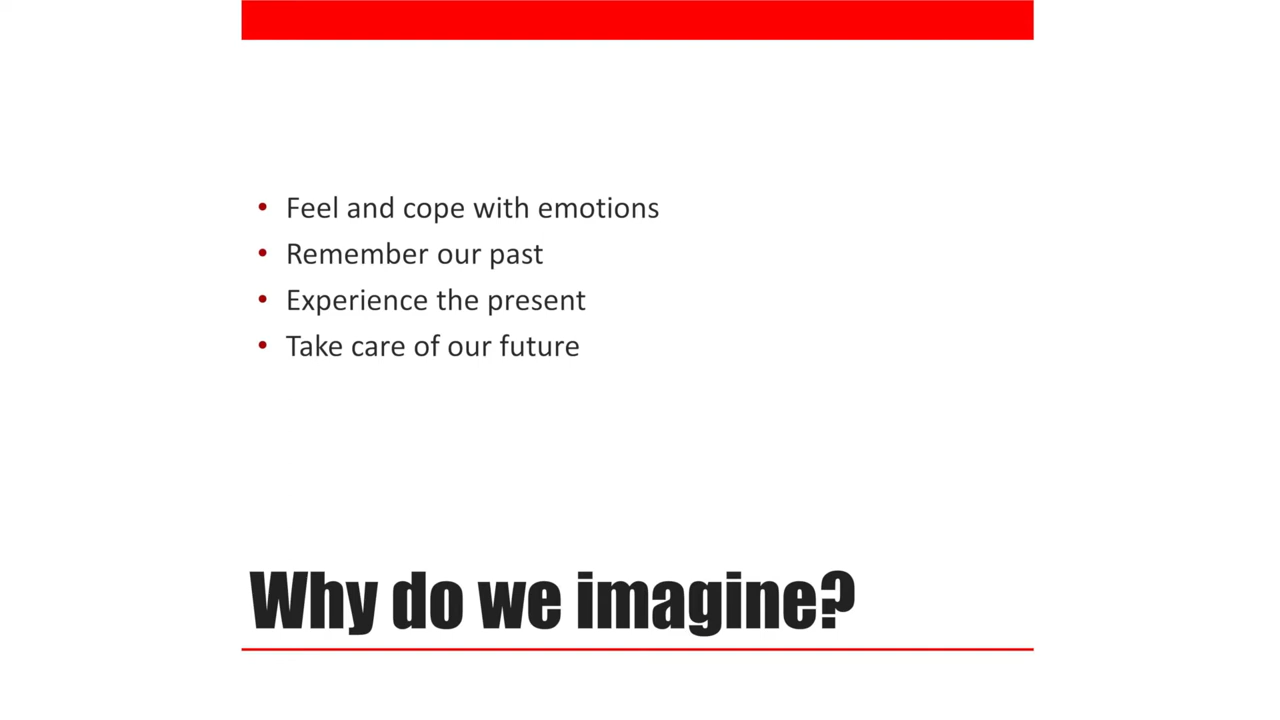 • Feel and cope with emotions
• Remember our past
• Experience the present
• Take care of our future
Why do we imagine?